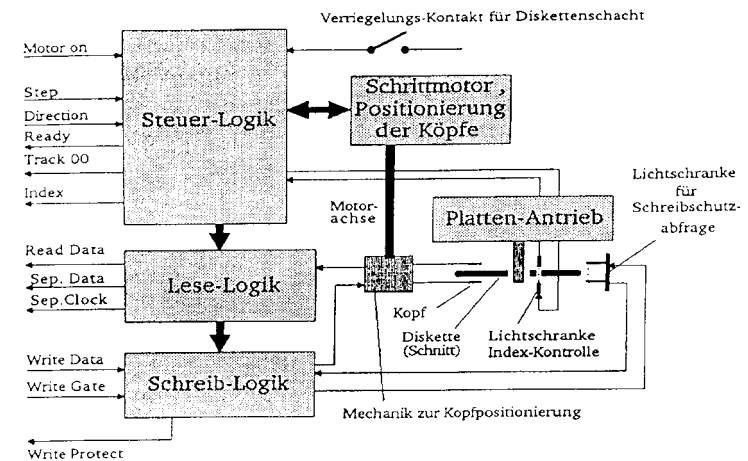 Verriegelungs-Kontakt für Diskettenschacht
Motor on
Step
Direction
Ready
Track 00
Index
Steuer-Logik
Schrittmotor,
Positionierung
der Köpfe
Motor-
achse
Platten-Antrieb
Lichtschranke
für
Schreibschutz-
abfrage
Read Data
Sep. Data
Sep.Clock
Lese-Logik
Kopf
Diskette
(Schnitt)
Lichtschranke
Index-Kontrolle
Write Data
Write Gate
Schreib-Logik
Mechanik zur Kopfpositionierung
Write Protect